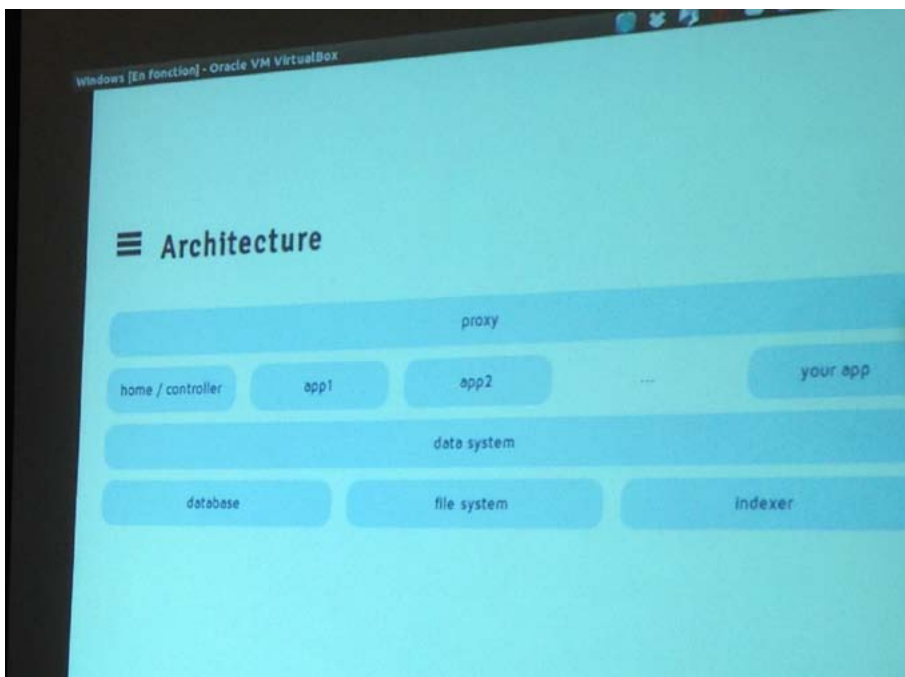 Windows [En fonction] - Oracle VM VirtualBox
Architecture
proxy
home / controller app1 app2 ... your app
data system
database file system indexer